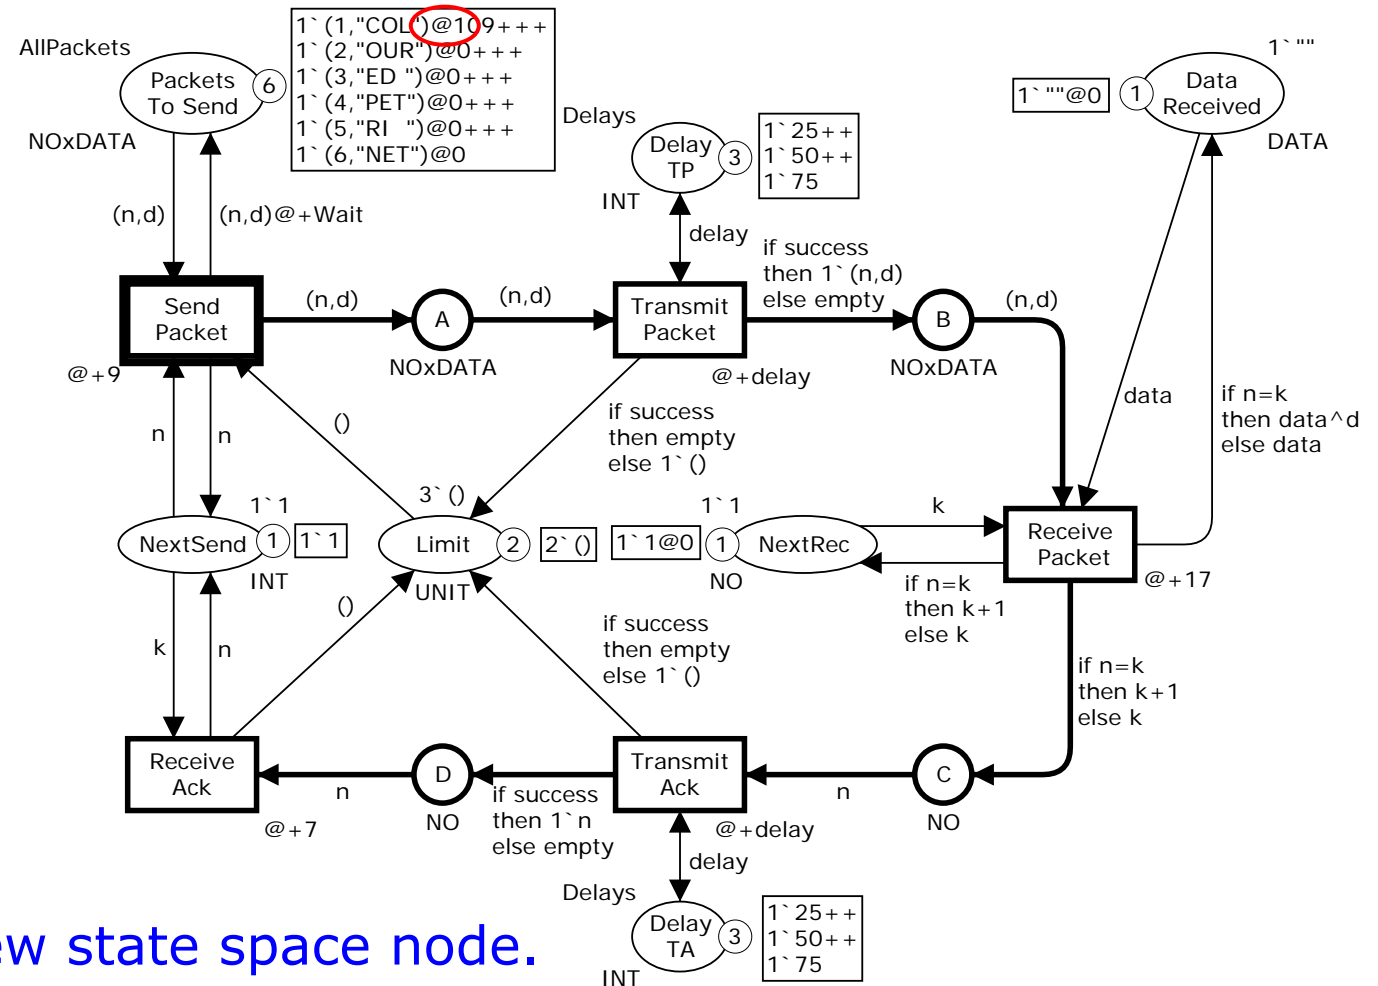 AllPackets
Packets
To Send
6
1`(1,"COL")@109+++
1`(2,"OUR")@0+++
1`(3,"ED ")@0+++
1`(4,"PET")@0+++
1`(5,"RI  ")@0+++
1`(6,"NET")@0
NOxDATA
1`""
1`""@0
1
Data
Received
DATA
Delays
Delay
TP
3
1`25++
1`50++
1`75
INT
(n,d)
(n,d)@+Wait
delay
if success
then 1`(n,d)
else empty
Send
Packet
@+9
(n,d)
A
NOxDATA
(n,d)
Transmit
Packet
@+delay
B
NOxDATA
(n,d)
data
if n=k
then data^d
else data
n
n
()
if success
then empty
else 1`()
1`1
NextSend
1
1`1
INT
3`()
Limit
2
2`()
UNIT
1`1
1`1@0
1
NextRec
NO
k
if n=k
then k+1
else k
Receive
Packet
@+17
k
n
()
if success
then empty
else 1`()
if n=k
then k+1
else k
Receive
Ack
@+7
n
D
NO
if success
then 1`n
else empty
Transmit
Ack
@+delay
n
C
NO
delay
Delays
Delay
TA
3
1`25++
1`50++
1`75
INT
ew state space node.